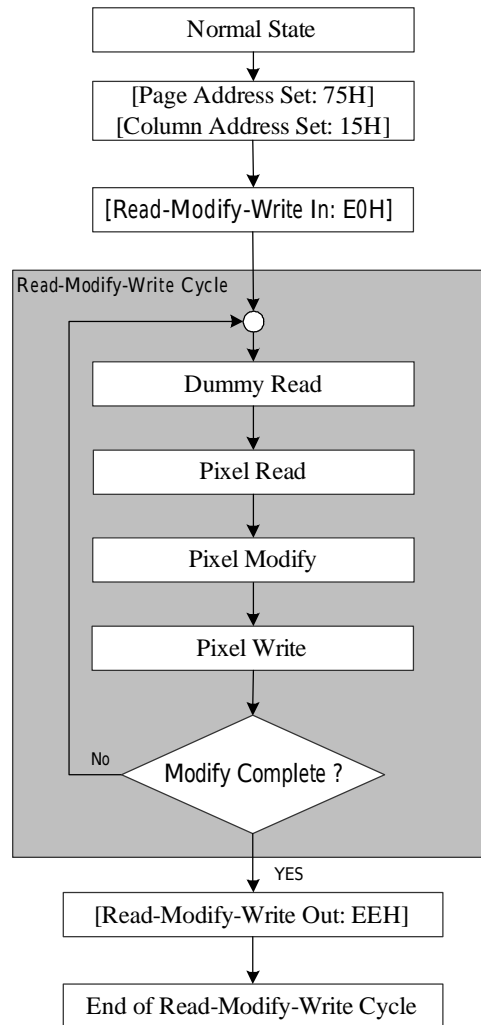 Normal State
[Page Address Set: 75H]
[Column Address Set: 15H]
[Read-Modify-Write In: E0H]
Read-Modify-Write Cycle
Dummy Read
Pixel Read
Pixel Modify
Pixel Write
No
Modify Complete ?
YES
[Read-Modify-Write Out: EEH]
End of Read-Modify-Write Cycle